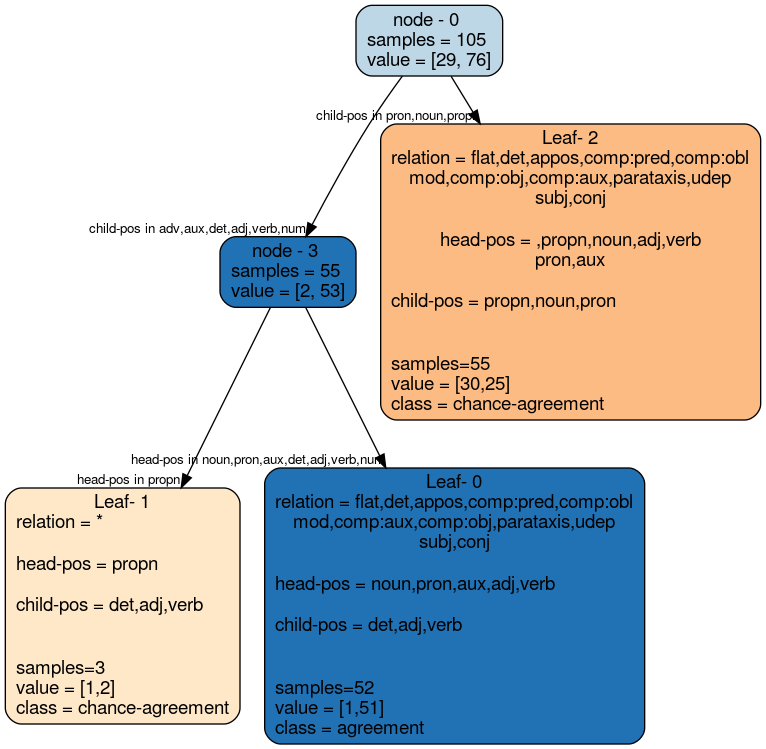 node - 0
samples = 105
value = [29, 76]
child-pos in pron,noun,propn
Leaf- 2
relation = flat,det,appos,comp:pred,comp:obl
mod,comp:obj,comp:aux,parataxis,udep
subj,conj
head-pos = ,propn,noun,adj,verb
pron,aux
child-pos = propn,noun,pron
samples=55
value = [30,25]
class = chance-agreement
child-pos in adv,aux,det,adj,verb,num
node - 3
samples = 55
value = [2, 53]
head-pos in noun,pron,aux,det,adj,verb,num
head-pos in propn
Leaf- 1
relation = *
head-pos = propn
child-pos = det,adj,verb
samples=3
value = [1,2]
class = chance-agreement
Leaf- 0
relation = flat,det,appos,comp:pred,comp:obl
mod,comp:aux,comp:obj,parataxis,udep
subj,conj
head-pos = noun,pron,aux,adj,verb
child-pos = det,adj,verb
samples=52
value = [1,51]
class = agreement